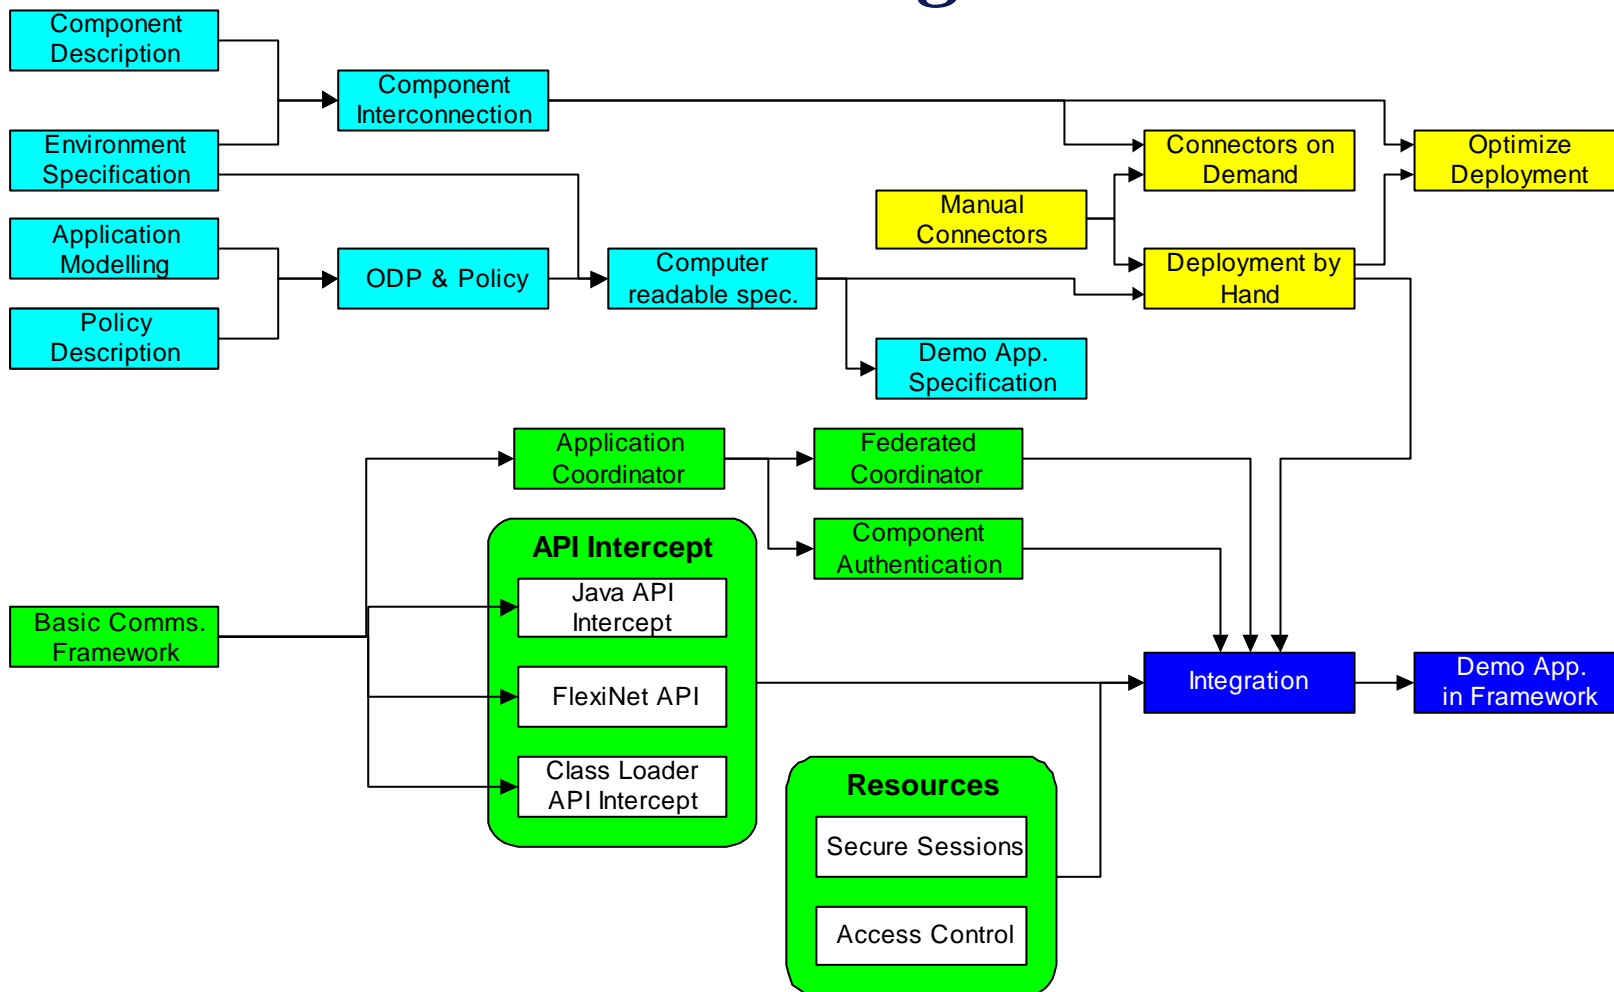 Component
Description
Component
Interconnection
Environment
Specification
Connectors on
Demand
Optimize
Deployment
Manual
Connectors
Application
Modelling
ODP & Policy
Computer
readable spec.
Deployment by
Hand
Policy
Description
Demo App.
Specification
Application
Coordinator
Federated
Coordinator
API Intercept
Component
Authentication
Java API
Intercept
Basic Comms.
Framework
FlexiNet API
Integration
Demo App.
in Framework
Class Loader
API Intercept
Resources
Secure Sessions
Access Control